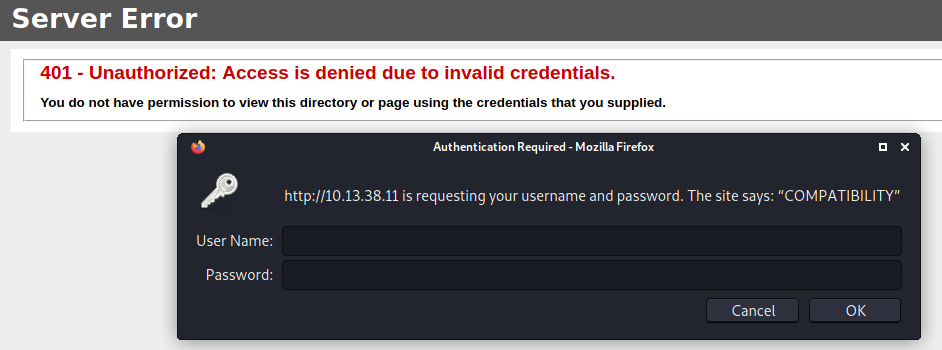 Server Error
401 - Unauthorized: Access is denied due to invalid credentials.
You do not have permission to view this directory or page using the credentials that you supplied.
Authentication Required - Mozilla Firefox
http://10.13.38.11 is requesting your username and password. The site says: “COMPATIBILITY”
User Name:
Password:
Cancel OK